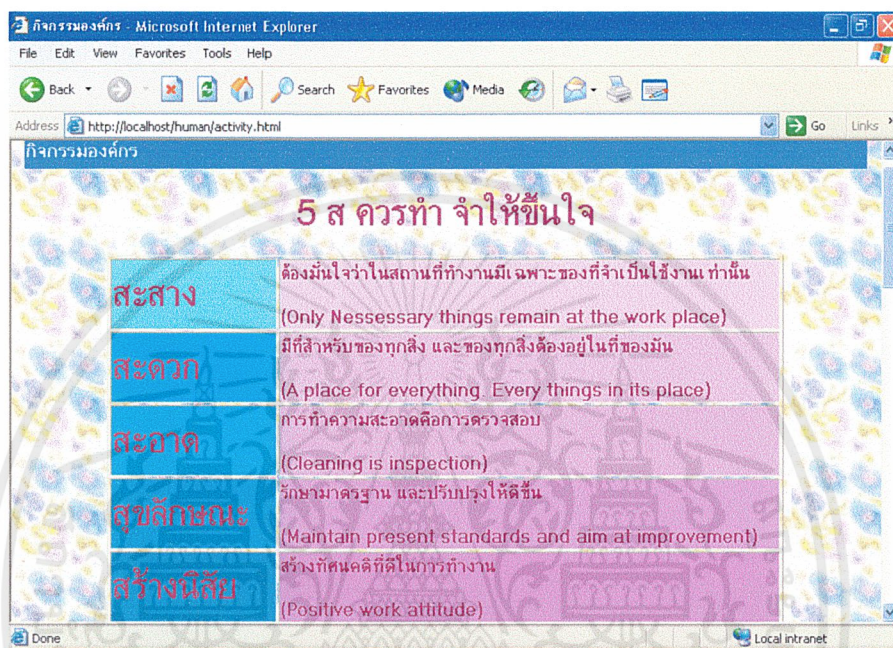 กิจกรรมองค์กร - Microsoft Internet Explorer
File Edit View Favorites Tools Help
Back Search Favorites Media
Address http://localhost/human/activity.html Go Links
กิจกรรมองค์กร
5 ส ควรทำ จำให้ขึ้นใจ
สะสาง
ต้องมั่นใจว่าในสถานที่ทำงานมีเฉพาะของที่จำเป็นใช้งานเท่านั้น
(Only Nessessary things remain at the work place)
สะดวก
มีที่สำหรับของทุกสิ่ง และของทุกสิ่งต้องอยู่ในที่ของมัน
(A place for everything. Every things in its place)
สะอาด
การทำความสะอาดคือการตรวจสอบ
(Cleaning is inspection)
สุขลักษณะ
รักษามาตรฐาน และปรับปรุงให้ดีขึ้น
(Maintain present standards and aim at improvement)
สร้างนิสัย
สร้างทัศนคติที่ดีในการทำงาน
(Positive work attitude)
Done Local intranet